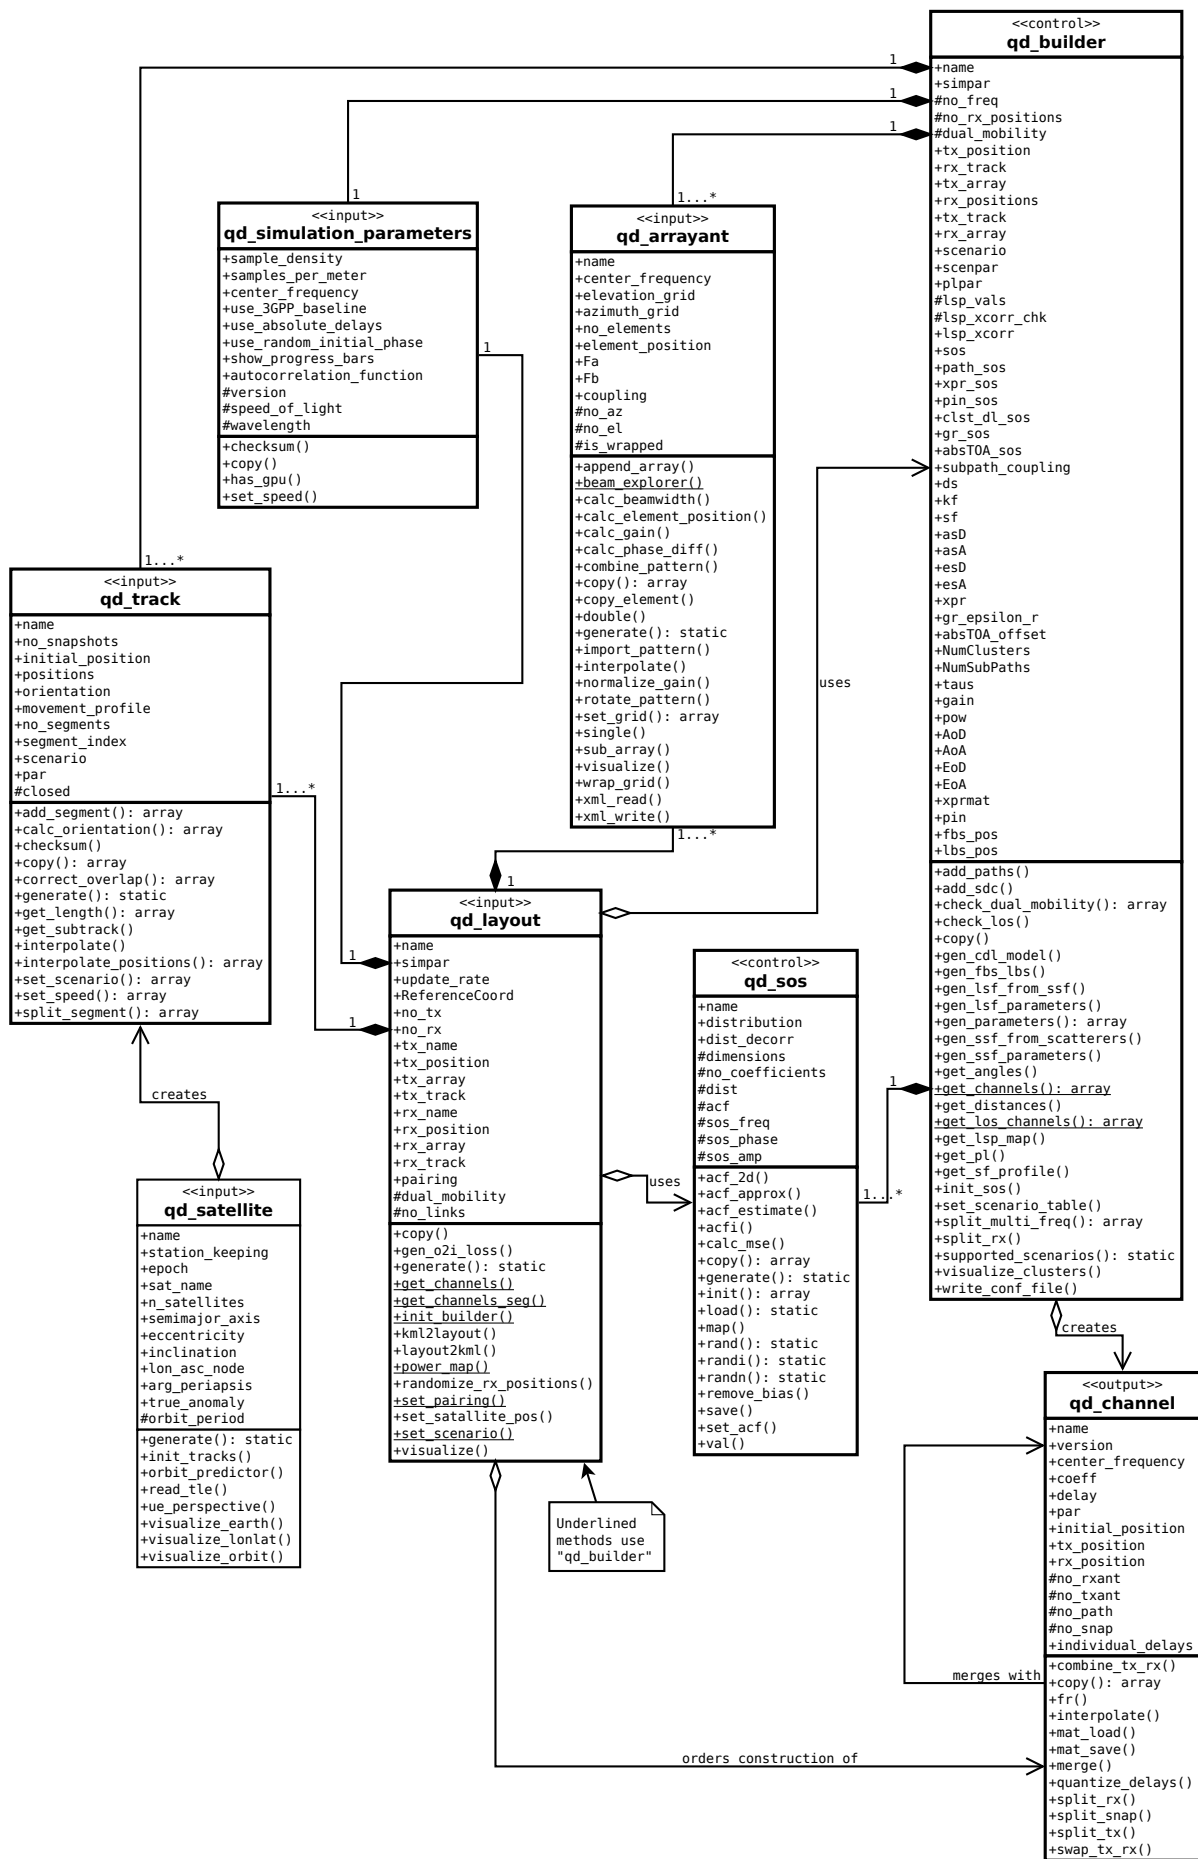 <<control>>
qd_builder
+name
+simpar
#no_freq
#no_rx_positions
#dual_mobility
+tx_position
+rx_track
+tx_array
+rx_positions
+tx_track
+rx_array
+scenario
+scenpar
+plpar
#lsp_vals
#lsp_xcorr_chk
+lsp_xcorr
+sos
+path_sos
+xpr_sos
+pin_sos
+clst_dl_sos
+gr_sos
+absTOA_sos
+subpath_coupling
+ds
+kf
+sf
+asD
+asA
+esD
+esA
+xpr
+gr_epsilon_r
+absTOA_offset
+NumClusters
+NumSubPaths
+taus
+gain
+pow
+AoD
+AoA
+EoD
+EoA
+xprmat
+pin
+fbs_pos
+lbs_pos
+add_paths()
+add_sdc()
+check_dual_mobility(): array
+check_los()
+copy()
+gen_cdl_model()
+gen_fbs_lbs()
+gen_lsf_from_ssf()
+gen_lsf_parameters()
+gen_parameters(): array
+gen_ssf_from_scatterers()
+gen_ssf_parameters()
+get_angles()
+get_channels(): array
+get_distances()
+get_los_channels(): array
+get_lsp_map()
+get_pl()
+get_sf_profile()
+init_sos()
+set_scenario_table()
+split_multi_freq(): array
+split_rx()
+supported_scenarios(): static
+visualize_clusters()
+write_conf_file()
1
1
1
1
1...*
<<input>>
qd_simulation_parameters
+sample_density
+samples_per_meter
+center_frequency
+use_3GPP_baseline
+use_absolute_delays
+use_random_initial_phase
+show_progress_bars
+autocorrelation_function
#version
#speed_of_light
#wavelength
+checksum()
+copy()
+has_gpu()
+set_speed()
1
<<input>>
qd_arrayant
+name
+center_frequency
+elevation_grid
+azimuth_grid
+no_elements
+element_position
+Fa
+Fb
+coupling
#no_az
#no_el
#is_wrapped
+append_array()
+beam_explorer()
+calc_beamwidth()
+calc_element_position()
+calc_gain()
+calc_phase_diff()
+combine_pattern()
+copy(): array
+copy_element()
+double()
+generate(): static
+import_pattern()
+interpolate()
+normalize_gain()
+rotate_pattern()
+set_grid(): array
+single()
+sub_array()
+visualize()
+wrap_grid()
+xml_read()
+xml_write()
1...*
uses
1...*
<<input>>
qd_track
+name
+no_snapshots
+initial_position
+positions
+orientation
+movement_profile
+no_segments
+segment_index
+scenario
+par
#closed
+add_segment(): array
+calc_orientation(): array
+checksum()
+copy(): array
+correct_overlap(): array
+generate(): static
+get_length(): array
+get_subtrack()
+interpolate()
+interpolate_positions(): array
+set_scenario(): array
+set_speed(): array
+split_segment(): array
1...*
1
1
1
<<input>>
qd_layout
+name
+simpar
+update_rate
+ReferenceCoord
+no_tx
+no_rx
+tx_name
+tx_position
+tx_array
+tx_track
+rx_name
+rx_position
+rx_array
+rx_track
+pairing
#dual_mobility
#no_links
+copy()
+gen_o2i_loss()
+generate(): static
+get_channels()
+get_channels_seg()
+init_builder()
+kml2layout()
+layout2kml()
+power_map()
+randomize_rx_positions()
+set_pairing()
+set_satallite_pos()
+set_scenario()
+visualize()
uses
<<control>>
qd_sos
+name
+distribution
+dist_decorr
#dimensions
#no_coefficients
#dist
#acf
#sos_freq
#sos_phase
#sos_amp
+acf_2d()
+acf_approx()
+acf_estimate()
+acfi()
+calc_mse()
+copy(): array
+generate(): static
+init(): array
+load(): static
+map()
+rand(): static
+randi(): static
+randn(): static
+remove_bias()
+save()
+set_acf()
+val()
1
1...*
creates
<<input>>
qd_satellite
+name
+station_keeping
+epoch
+sat_name
+n_satellites
+semimajor_axis
+eccentricity
+inclination
+lon_asc_node
+arg_periapsis
+true_anomaly
#orbit_period
+generate(): static
+init_tracks()
+orbit_predictor()
+read_tle()
+ue_perspective()
+visualize_earth()
+visualize_lonlat()
+visualize_orbit()
Underlined
methods use
"qd_builder"
creates
<<output>>
qd_channel
+name
+version
+center_frequency
+coeff
+delay
+par
+initial_position
+tx_position
+rx_position
#no_rxant
#no_txant
#no_path
#no_snap
+individual_delays
+combine_tx_rx()
+copy(): array
+fr()
+interpolate()
+mat_load()
+mat_save()
+merge()
+quantize_delays()
+split_rx()
+split_snap()
+split_tx()
+swap_tx_rx()
merges with
orders construction of